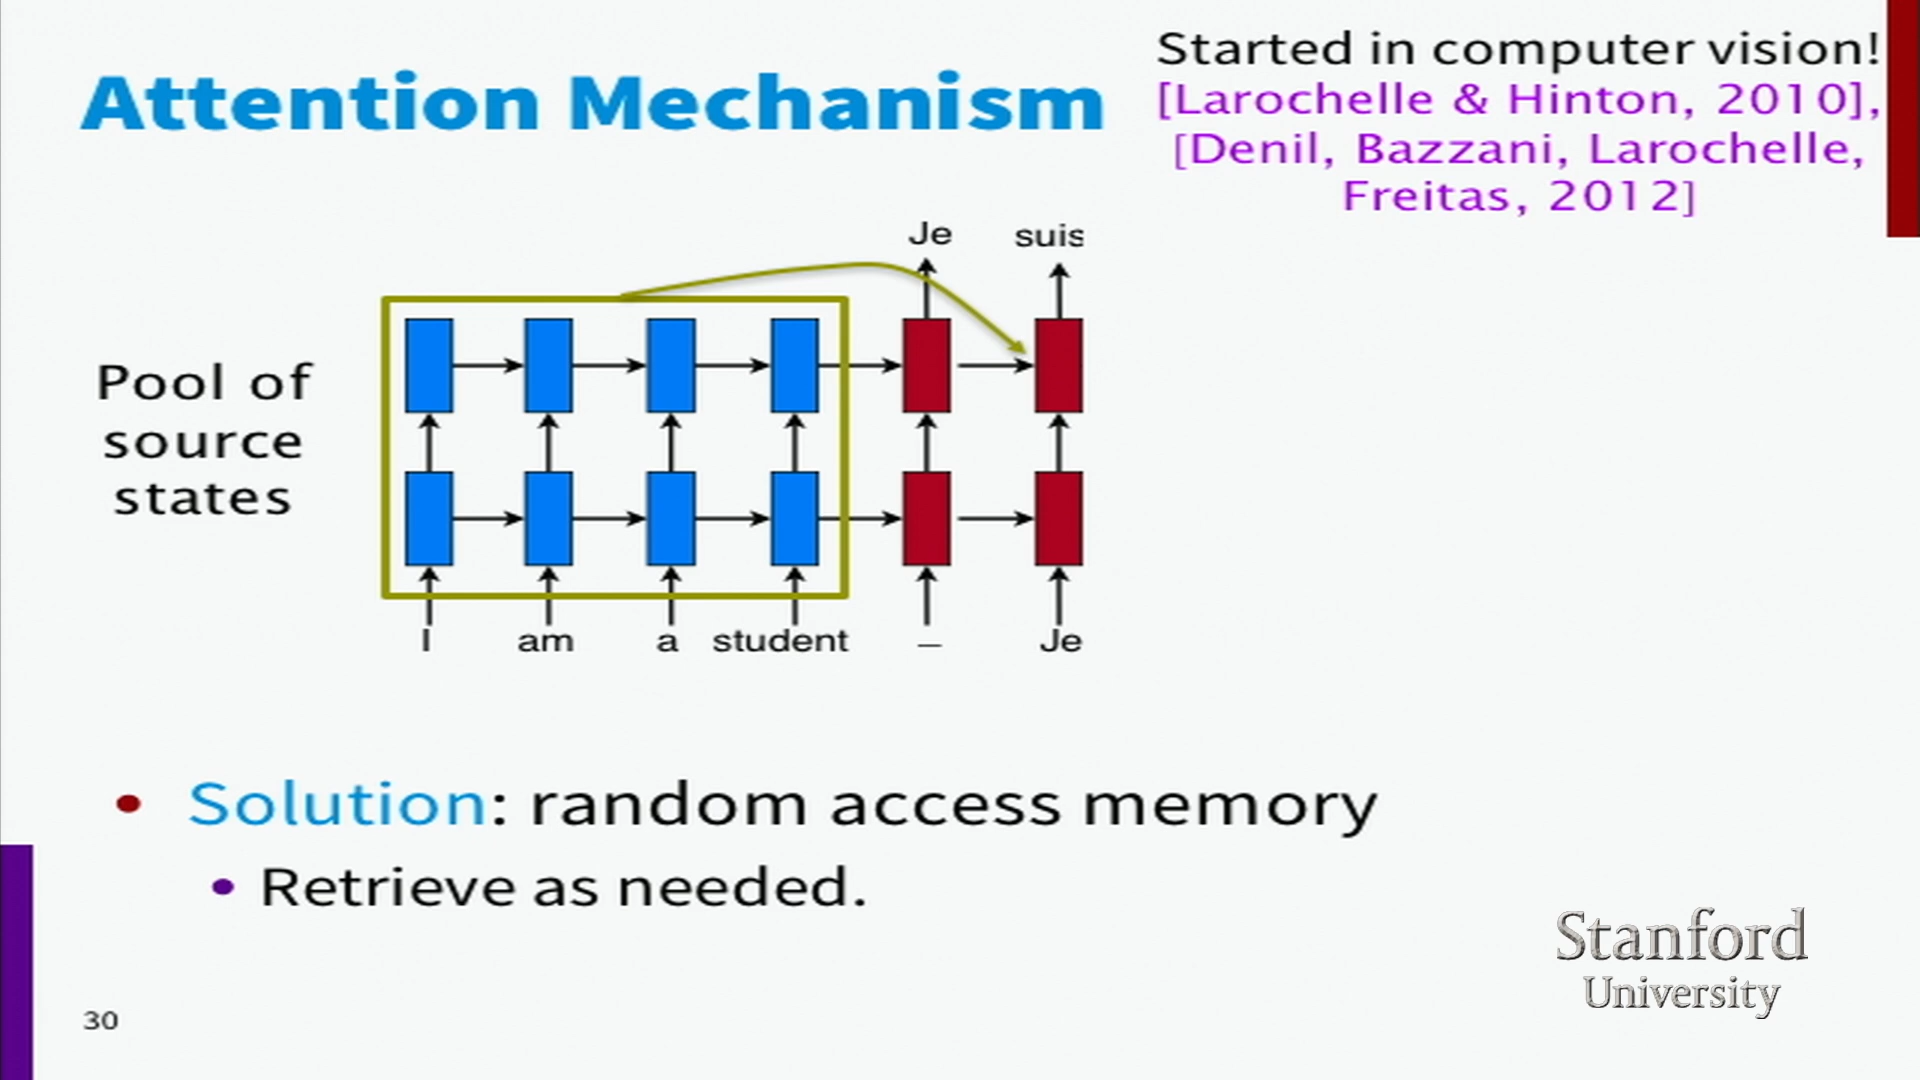 Attention Mechanism
Started in computer vision!
[Larochelle & Hinton, 2010],
[Denil, Bazzani, Larochelle,
Freitas, 2012]
Je suis
Pool of
source
states
I am a student – Je
• Solution: random access memory
• Retrieve as needed.
Stanford
University
30